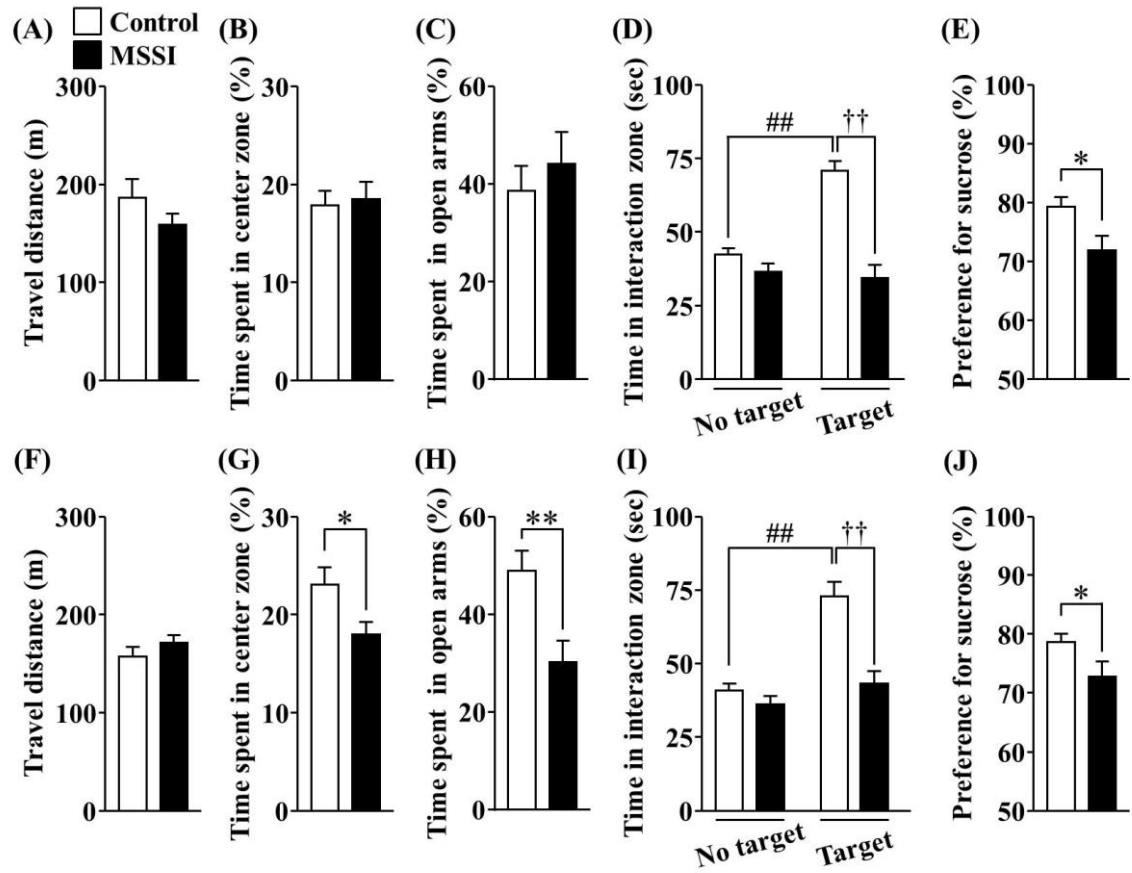 Control
MSSI
(A)
Travel distance (m)
300
200
100
0
(B)
Time spent in center zone (%)
30
20
10
0
(C)
Time spent in open arms (%)
60
40
20
0
(D)
Time in interaction zone (sec)
100
75
50
25
0
##
††
No target
Target
(E)
Preference for sucrose (%)
100
90
80
70
60
50
*
(F)
Travel distance (m)
300
200
100
0
(G)
Time spent in center zone (%)
30
20
10
0
*
(H)
Time spent in open arms (%)
60
40
20
0
**
(I)
Time in interaction zone (sec)
100
75
50
25
0
##
††
No target
Target
(J)
Preference for sucrose (%)
100
90
80
70
60
50
*